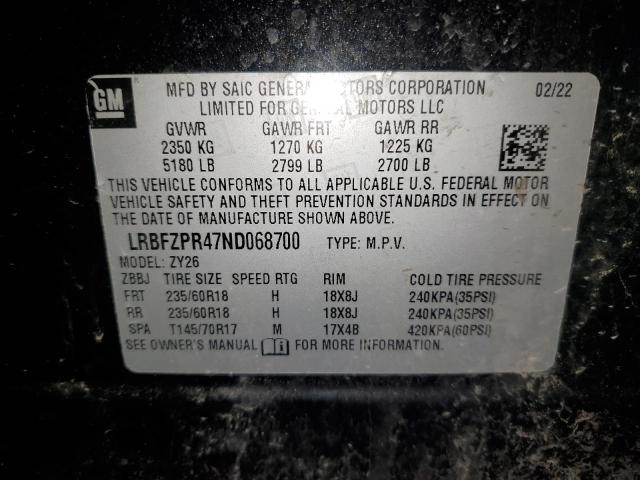 GM
MFD BY SAIC GENERAL MOTORS CORPORATION 02/22
LIMITED FOR GENERAL MOTORS LLC
GVWR GAWR FRT GAWR RR
2350 KG 1270 KG 1225 KG
5180 LB 2799 LB 2700 LB
THIS VEHICLE CONFORMS TO ALL APPLICABLE U.S. FEDERAL MOTOR
VEHICLE SAFETY AND THEFT PREVENTION STANDARDS IN EFFECT ON
THE DATE OF MANUFACTURE SHOWN ABOVE.
LRBFZPR47ND068700 TYPE: M.P.V.
MODEL: ZY26
ZBBJ TIRE SIZE SPEED RTG RIM COLD TIRE PRESSURE
FRT 235/60R18 H 18X8J 240KPA(35PSI)
RR 235/60R18 H 18X8J 240KPA(35PSI)
SPA T145/70R17 M 17X4B 420KPA(60PSI)
SEE OWNER'S MANUAL FOR MORE INFORMATION.